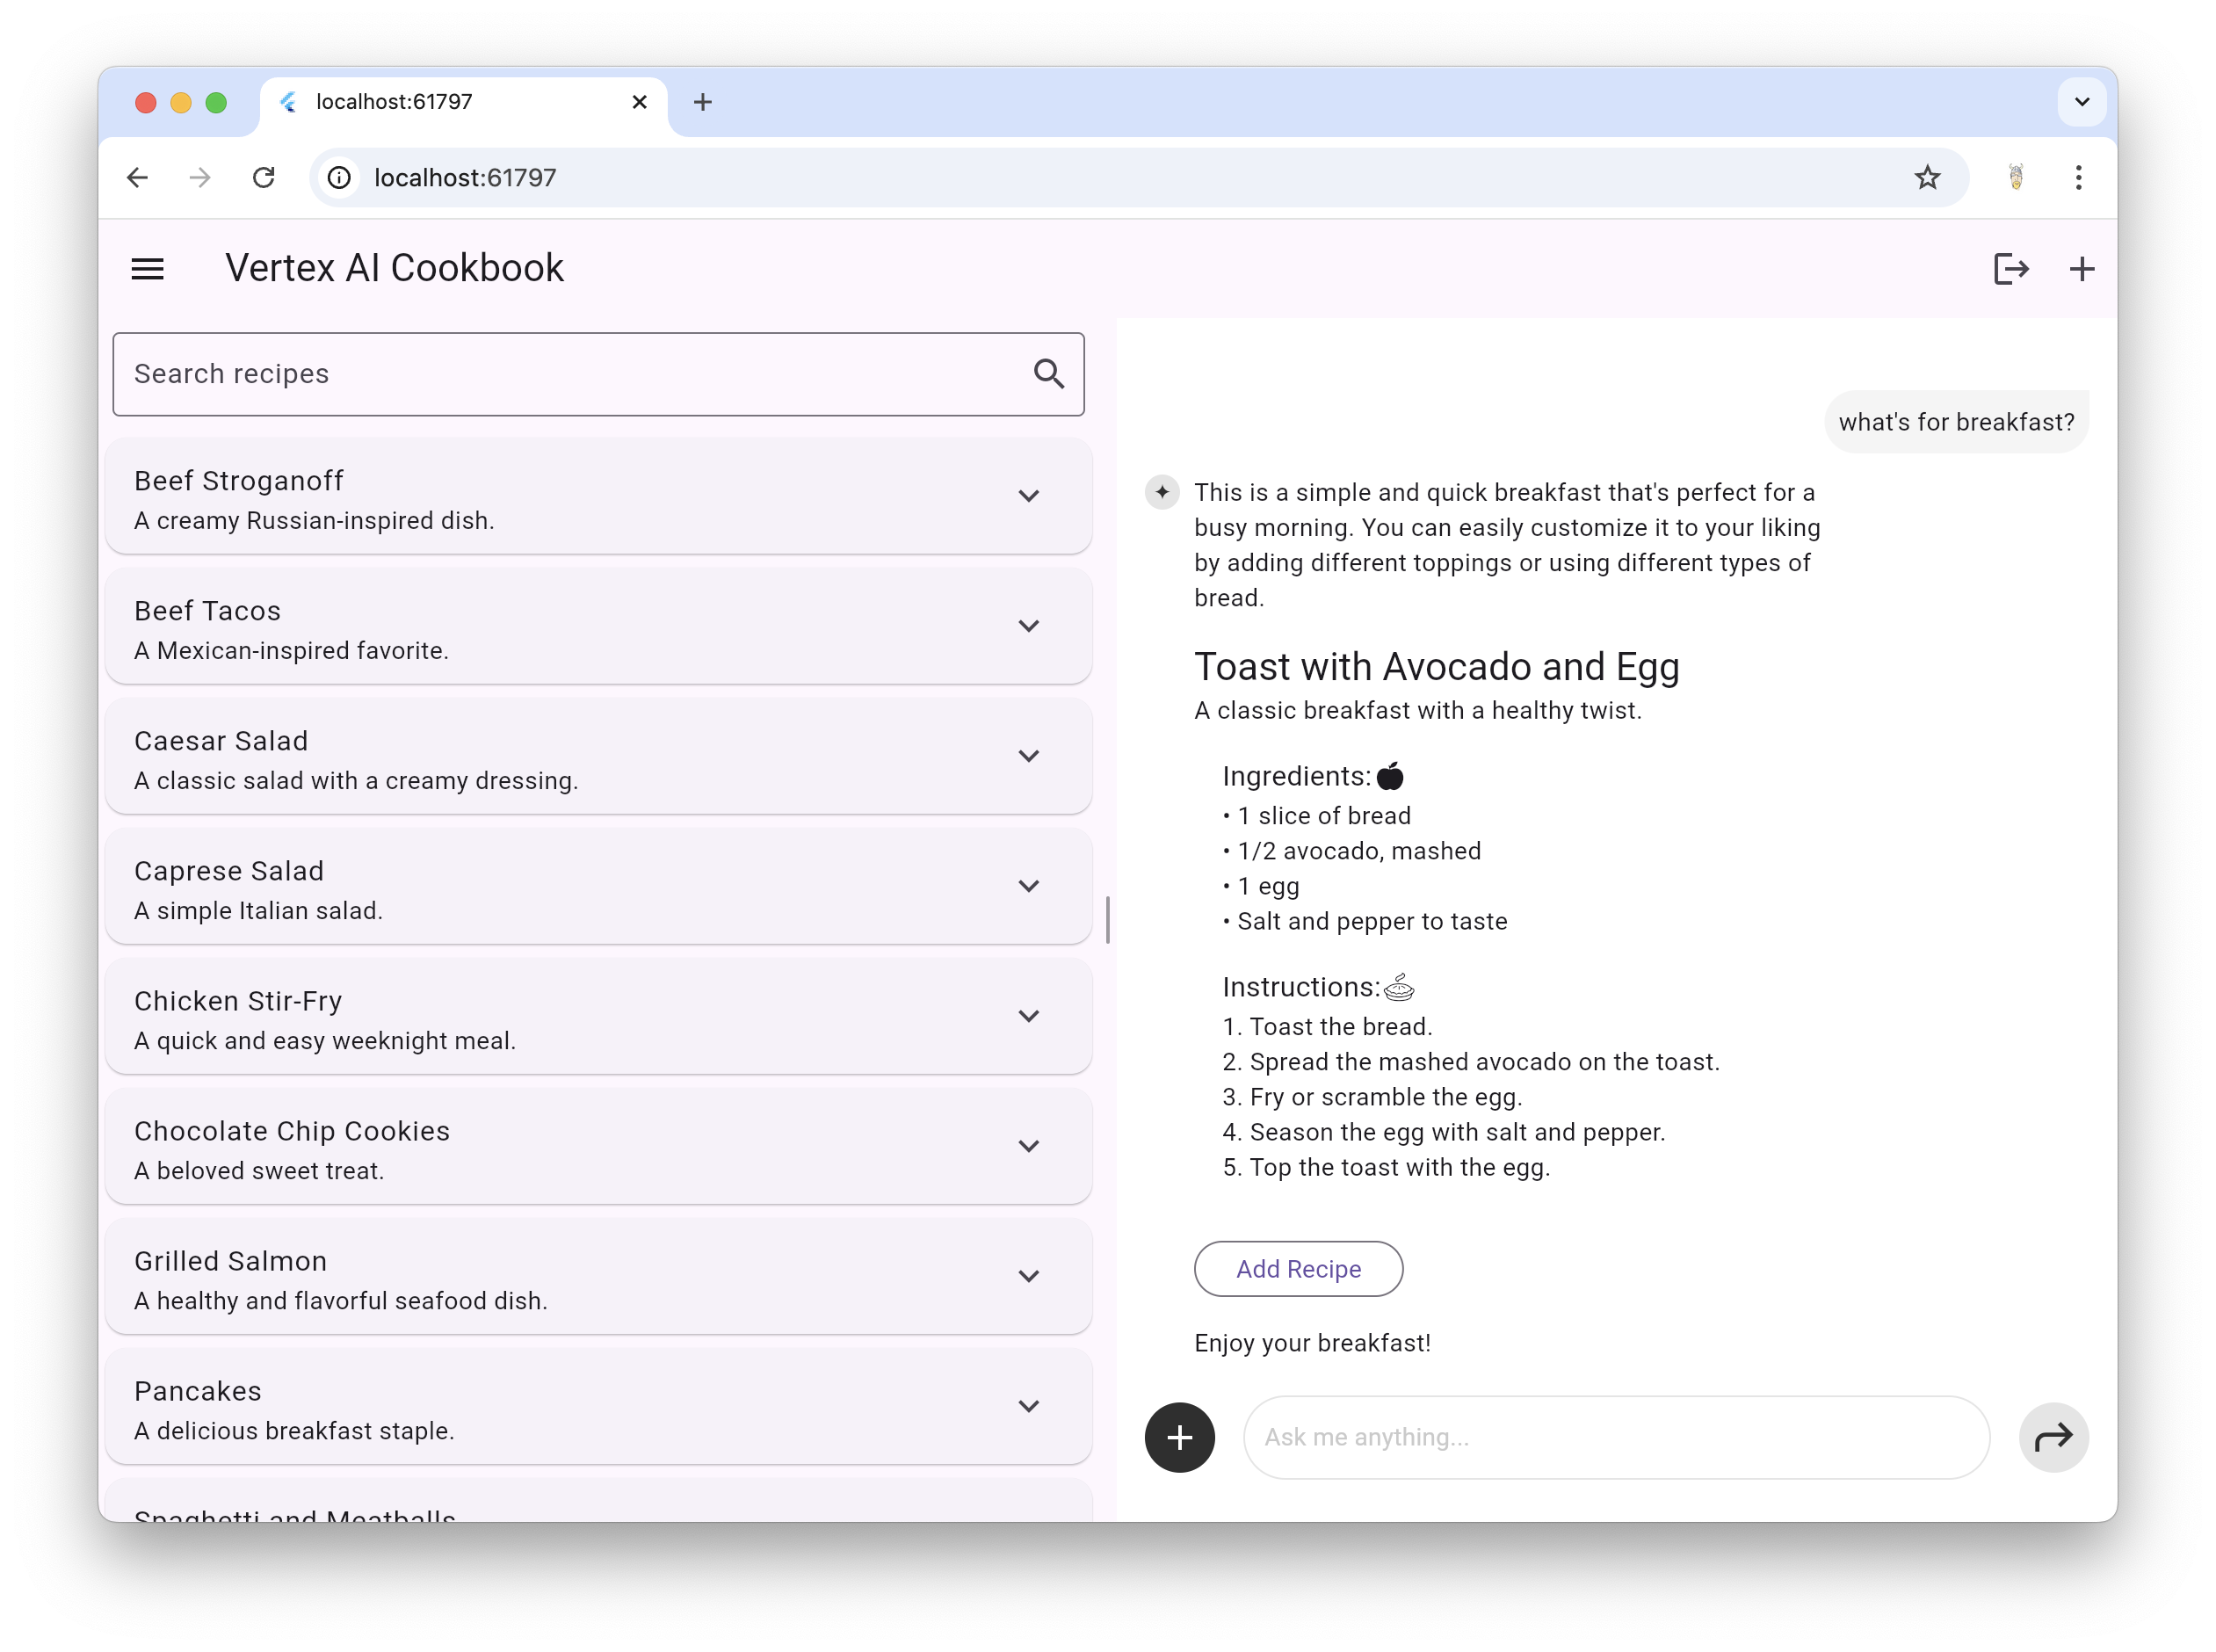 localhost:61797
localhost:61797
Vertex AI Cookbook
Search recipes
Beef Stroganoff
A creamy Russian-inspired dish.
Beef Tacos
A Mexican-inspired favorite.
Caesar Salad
A classic salad with a creamy dressing.
Caprese Salad
A simple Italian salad.
Chicken Stir-Fry
A quick and easy weeknight meal.
Chocolate Chip Cookies
A beloved sweet treat.
Grilled Salmon
A healthy and flavorful seafood dish.
Pancakes
A delicious breakfast staple.
Spaghetti and Meatballs
what's for breakfast?
This is a simple and quick breakfast that's perfect for a
busy morning. You can easily customize it to your liking
by adding different toppings or using different types of
bread.
Toast with Avocado and Egg
A classic breakfast with a healthy twist.
Ingredients:
• 1 slice of bread
• 1/2 avocado, mashed
• 1 egg
• Salt and pepper to taste
Instructions:
1. Toast the bread.
2. Spread the mashed avocado on the toast.
3. Fry or scramble the egg.
4. Season the egg with salt and pepper.
5. Top the toast with the egg.
Add Recipe
Enjoy your breakfast!
Ask me anything...